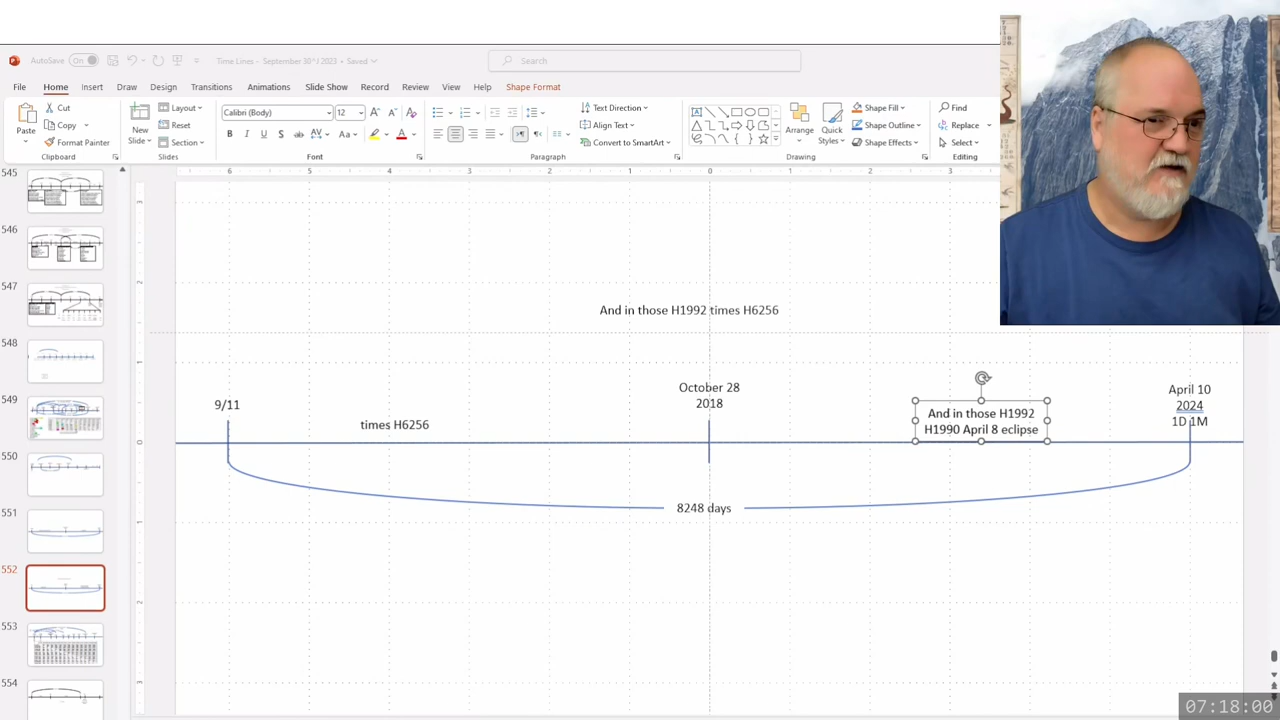 AutoSave On
Time Lines - September 30^J 2023 • Saved
Search
File Home Insert Draw Design Transitions Animations Slide Show Record Review View Help Shape Format
Paste
Cut
Copy
Format Painter
Clipboard
New
Slide
Layout
Reset
Section
Slides
Calibri (Body) 12
Font
Paragraph
Text Direction
Align Text
Convert to SmartArt
Arrange
Quick
Styles
Shape Fill
Shape Outline
Shape Effects
Drawing
Find
Replace
Select
Editing
545
546
547
548
549
550
551
552
553
554
And in those H1992 times H6256
9/11
times H6256
October 28
2018
And in those H1992
H1990 April 8 eclipse
April 10
2024
1D 1M
8248 days
07:18:00